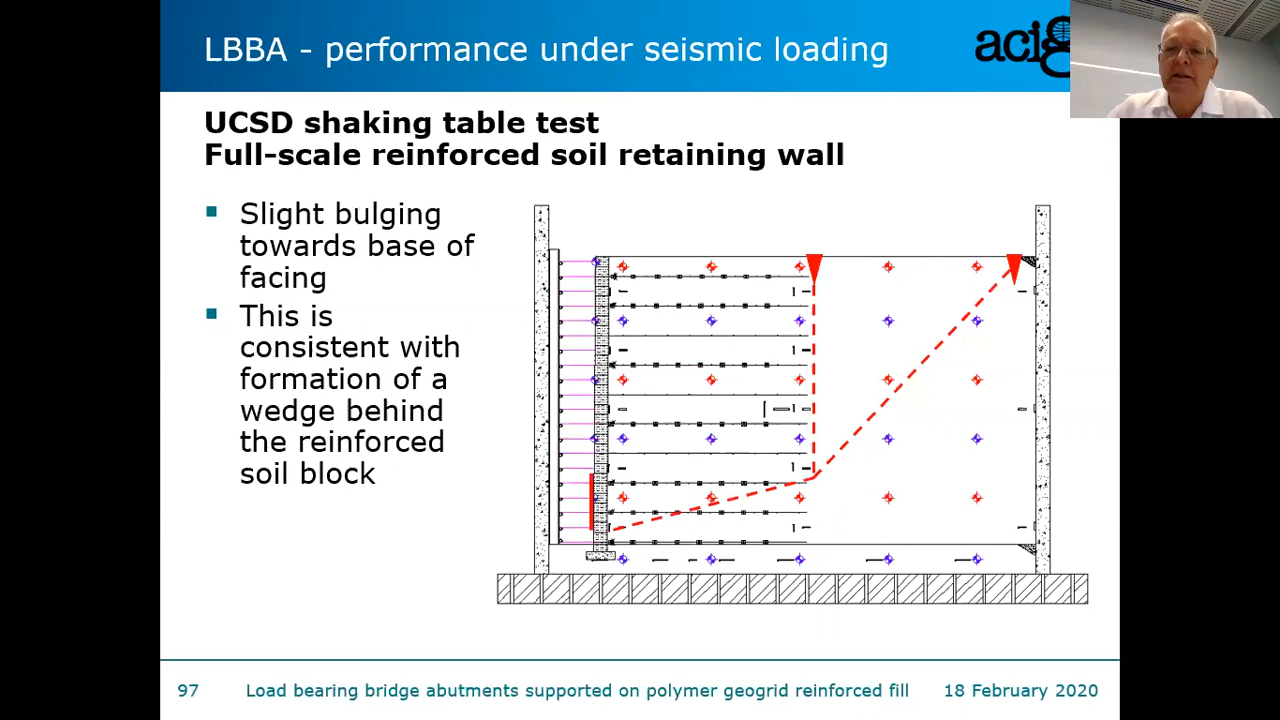 LBBA - performance under seismic loading
acig
UCSD shaking table test
Full-scale reinforced soil retaining wall
Slight bulging
towards base of
facing
This is
consistent with
formation of a
wedge behind
the reinforced
soil block
97
Load bearing bridge abutments supported on polymer geogrid reinforced fill
18 February 2020